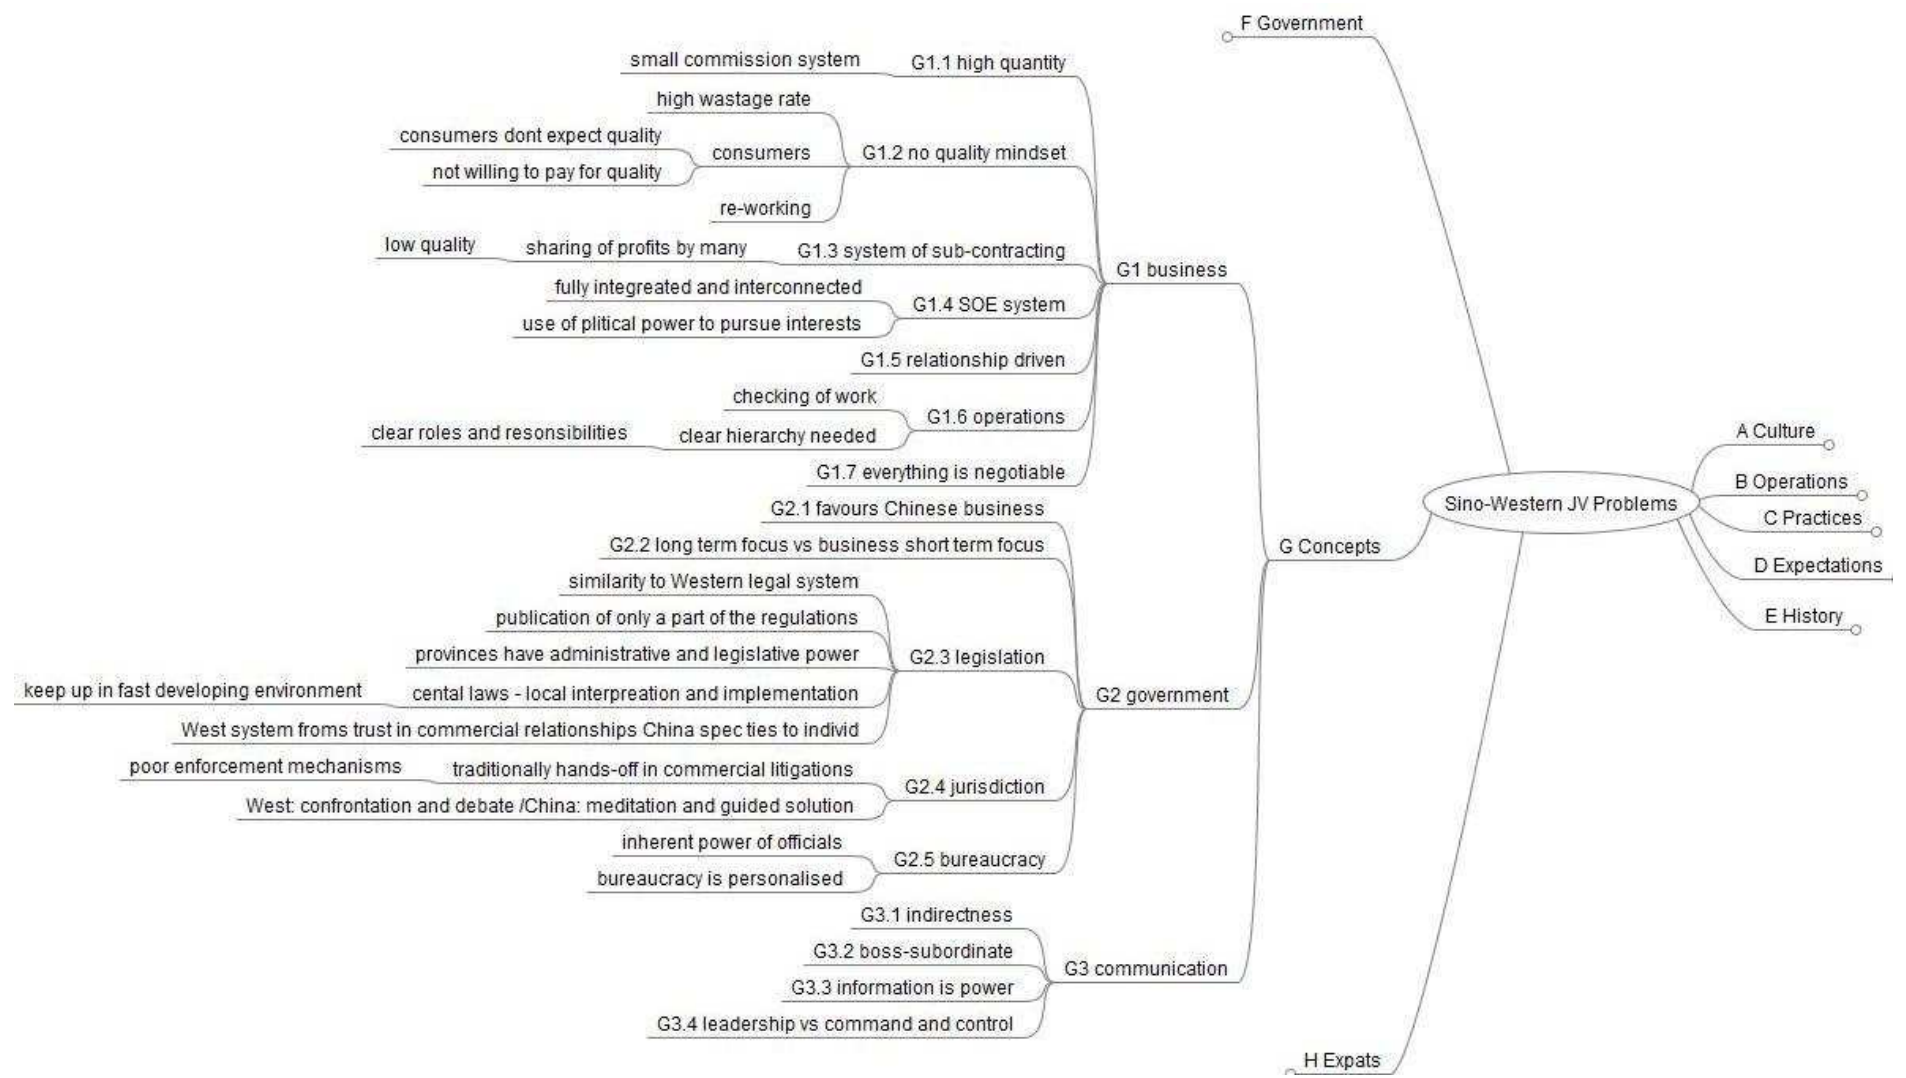 F Government
small commission system
G1.1 high quantity
high wastage rate
consumers dont expect quality
consumers
G1.2 no quality mindset
not willing to pay for quality
re-working
low quality
sharing of profits by many
G1.3 system of sub-contracting
G1 business
fully integreated and interconnected
G1.4 SOE system
use of plitical power to pursue interests
G1.5 relationship driven
checking of work
G1.6 operations
clear roles and resonsibilities
clear hierarchy needed
G1.7 everything is negotiable
A Culture
B Operations
Sino-Western JV Problems
C Practices
D Expectations
E History
G Concepts
G2.1 favours Chinese business
G2.2 long term focus vs business short term focus
similarity to Western legal system
publication of only a part of the regulations
provinces have administrative and legislative power
G2.3 legislation
keep up in fast developing environment
cental laws - local interpreation and implementation
G2 government
West system froms trust in commercial relationships China spec ties to individ
poor enforcement mechanisms
traditionally hands-off in commercial litigations
G2.4 jurisdiction
West: confrontation and debate /China: meditation and guided solution
inherent power of officials
G2.5 bureaucracy
bureaucracy is personalised
G3.1 indirectness
G3.2 boss-subordinate
G3 communication
G3.3 information is power
G3.4 leadership vs command and control
H Expats